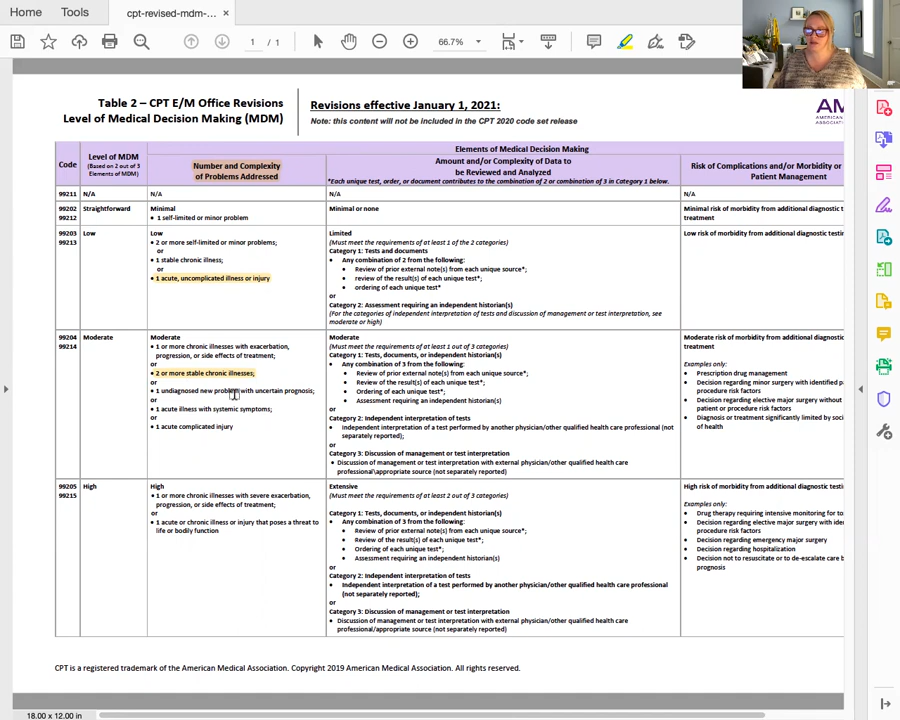 Home
Tools
cpt-revised-mdm-... ×
1 / 1
66.7%
Table 2 – CPT E/M Office Revisions
Level of Medical Decision Making (MDM)
Revisions effective January 1, 2021:
Note: this content will not be included in the CPT 2020 code set release
AM
AMERICAN
ASSOCIATI
Elements of Medical Decision Making
Code
Level of MDM
(Based on 2 out of 3
Elements of MDM)
Number and Complexity
of Problems Addressed
Amount and/or Complexity of Data to
be Reviewed and Analyzed
*Each unique test, order, or document contributes to the combination of 2 or combination of 3 in Category 1 below.
Risk of Complications and/or Morbidity or
Patient Management
99211
N/A
N/A
N/A
N/A
99202
99212
Straightforward
Minimal
• 1 self-limited or minor problem
Minimal or none
Minimal risk of morbidity from additional diagnostic t
treatment
99203
99213
Low
Low
• 2 or more self-limited or minor problems;
or
• 1 stable chronic illness;
or
• 1 acute, uncomplicated illness or injury
Limited
(Must meet the requirements of at least 1 of the 2 categories)
Category 1: Tests and documents
• Any combination of 2 from the following:
• Review of prior external note(s) from each unique source*;
• review of the result(s) of each unique test*;
• ordering of each unique test*
or
Category 2: Assessment requiring an independent historian(s)
(For the categories of independent interpretation of tests and discussion of management or test interpretation, see
moderate or high)
Low risk of morbidity from additional diagnostic testin
99204
99214
Moderate
Moderate
• 1 or more chronic illnesses with exacerbation,
progression, or side effects of treatment;
or
• 2 or more stable chronic illnesses;
or
• 1 undiagnosed new problem with uncertain prognosis;
or
• 1 acute illness with systemic symptoms;
or
• 1 acute complicated injury
Moderate
(Must meet the requirements of at least 1 out of 3 categories)
Category 1: Tests, documents, or independent historian(s)
• Any combination of 3 from the following:
• Review of prior external note(s) from each unique source*;
• Review of the result(s) of each unique test*;
• Ordering of each unique test*;
• Assessment requiring an independent historian(s)
or
Category 2: Independent interpretation of tests
• Independent interpretation of a test performed by another physician/other qualified health care professional (not
separately reported);
or
Category 3: Discussion of management or test interpretation
• Discussion of management or test interpretation with external physician/other qualified health care
professional\appropriate source (not separately reported)
Moderate risk of morbidity from additional diagnostic
treatment
Examples only:
• Prescription drug management
• Decision regarding minor surgery with identified p
procedure risk factors
• Decision regarding elective major surgery without
patient or procedure risk factors
• Diagnosis or treatment significantly limited by soci
of health
99205
99215
High
High
• 1 or more chronic illnesses with severe exacerbation,
progression, or side effects of treatment;
or
• 1 acute or chronic illness or injury that poses a threat to
life or bodily function
Extensive
(Must meet the requirements of at least 2 out of 3 categories)
Category 1: Tests, documents, or independent historian(s)
• Any combination of 3 from the following:
• Review of prior external note(s) from each unique source*;
• Review of the result(s) of each unique test*;
• Ordering of each unique test*;
• Assessment requiring an independent historian(s)
or
Category 2: Independent interpretation of tests
• Independent interpretation of a test performed by another physician/other qualified health care professional
(not separately reported);
or
Category 3: Discussion of management or test interpretation
• Discussion of management or test interpretation with external physician/other qualified health care
professional/appropriate source (not separately reported)
High risk of morbidity from additional diagnostic testi
Examples only:
• Drug therapy requiring intensive monitoring for to
• Decision regarding elective major surgery with ide
procedure risk factors
• Decision regarding emergency major surgery
• Decision regarding hospitalization
• Decision not to resuscitate or to de-escalate care b
prognosis
CPT is a registered trademark of the American Medical Association. Copyright 2019 American Medical Association. All rights reserved.
18.00 x 12.00 in